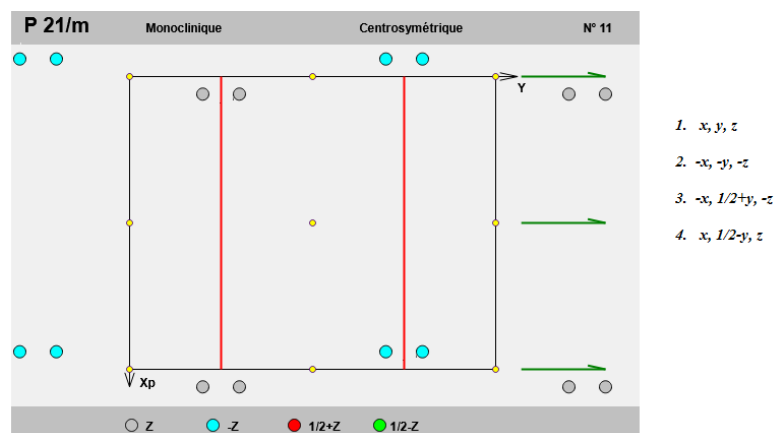 P 21/m Monoclinique Centrosymétrique N° 11
Y
1. x, y, z
2. -x, -y, -z
3. -x, 1/2+y, -z
4. x, 1/2-y, z
Xp
Z -Z 1/2+Z 1/2-Z